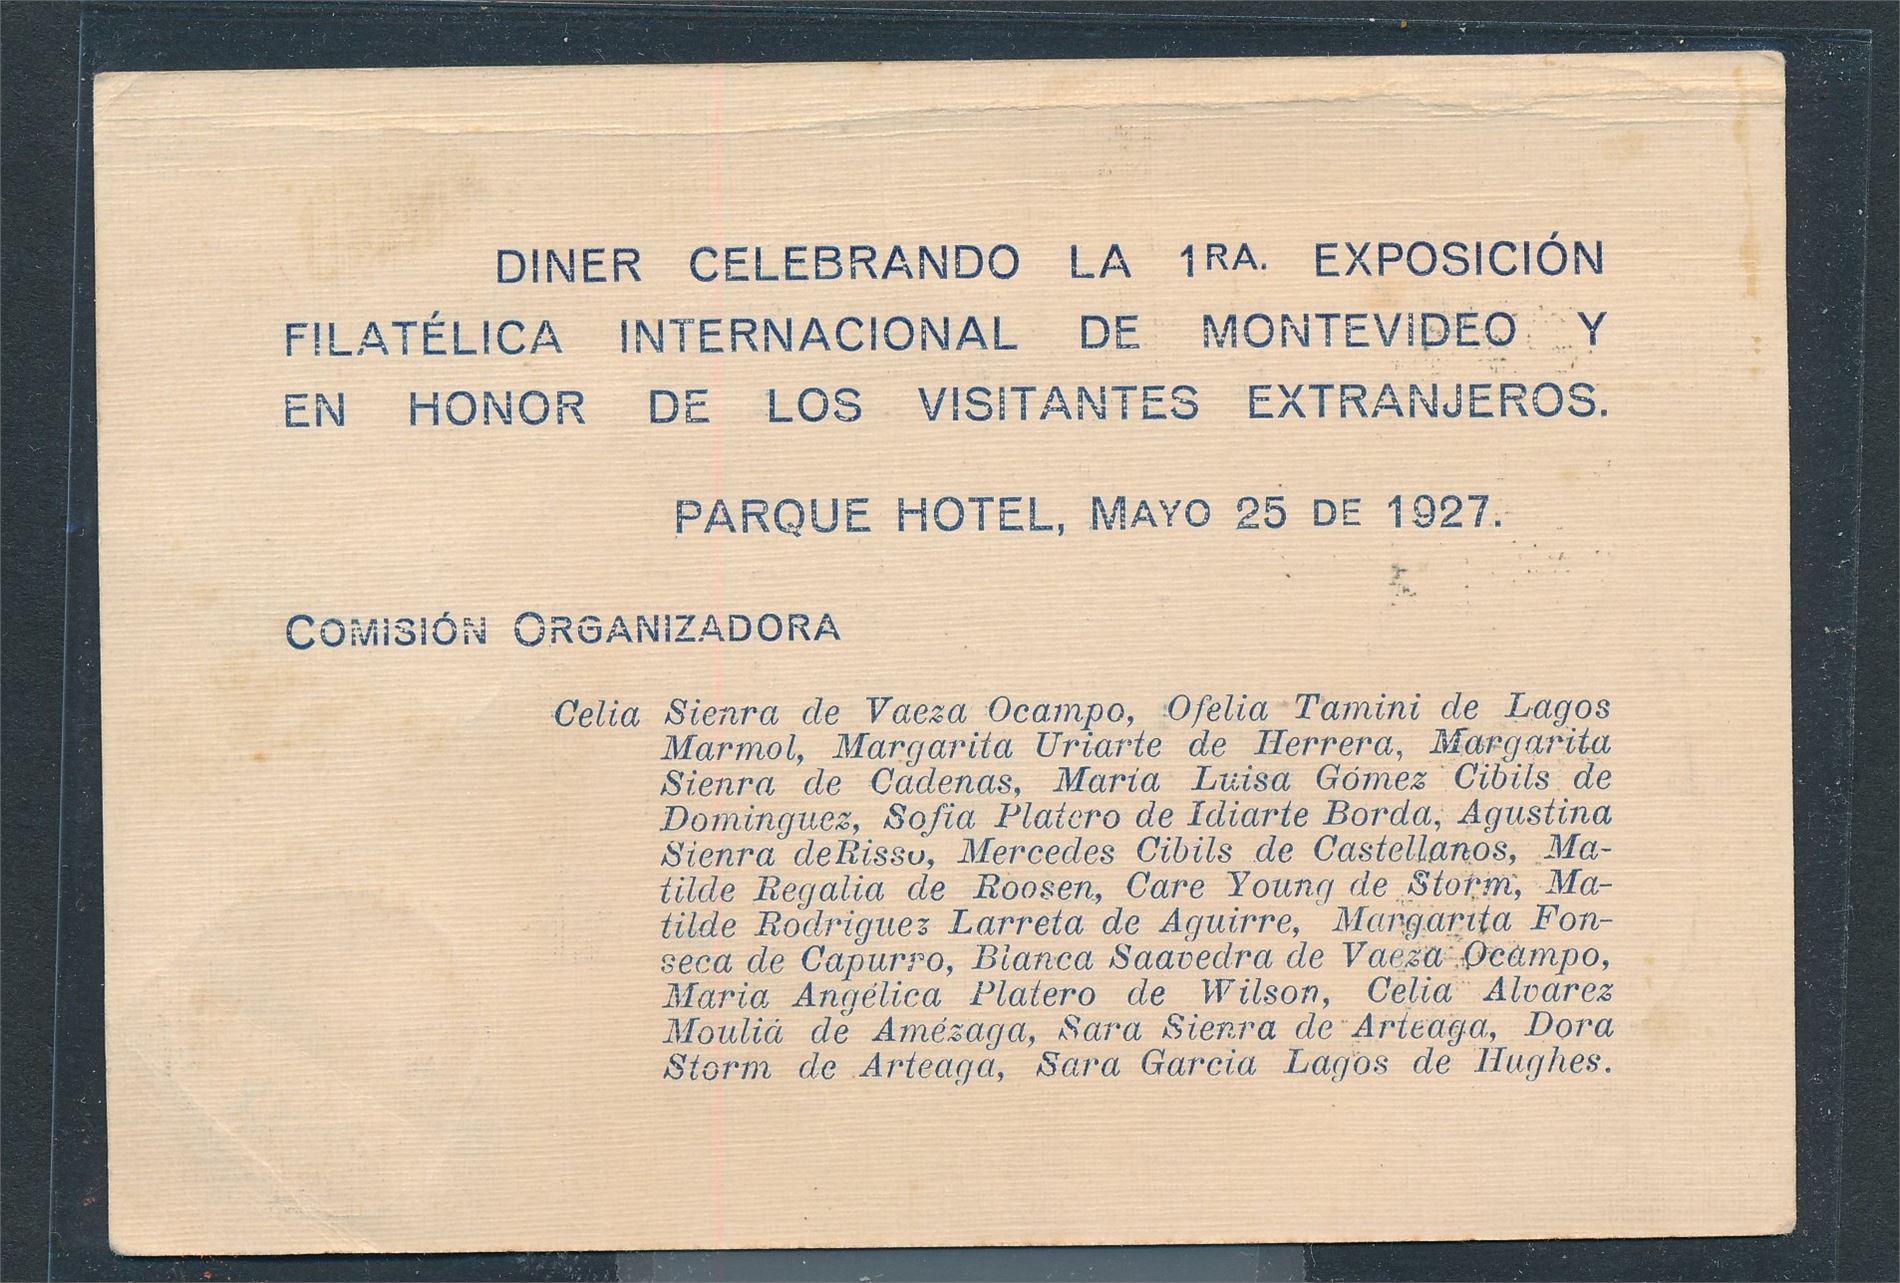 DINER CELEBRANDO LA 1RA. EXPOSICIÓN
FILATÉLICA INTERNACIONAL DE MONTEVIDEO Y
EN HONOR DE LOS VISITANTES EXTRANJEROS.
PARQUE HOTEL, MAYO 25 DE 1927.
COMISIÓN ORGANIZADORA
Celia Sienra de Vaeza Ocampo, Ofelia Tamini de Lagos
Marmol, Margarita Uriarte de Herrera, Margarita
Sienra de Cadenas, María Luisa Gómez Cibils de
Dominguez, Sofia Platero de Idiarte Borda, Agustina
Sienra deRisso, Mercedes Cibils de Castellanos, Ma-
tilde Regalia de Roosen, Care Young de Storm, Ma-
tilde Rodriguez Larreta de Aguirre, Margarita Fon-
seca de Capurro, Blanca Saavedra de Vaeza Ocampo,
Maria Angélica Platero de Wilson, Celia Alvarez
Mouliá de Amézaga, Sara Sienra de Arteaga, Dora
Storm de Arteaga, Sara Garcia Lagos de Hughes.